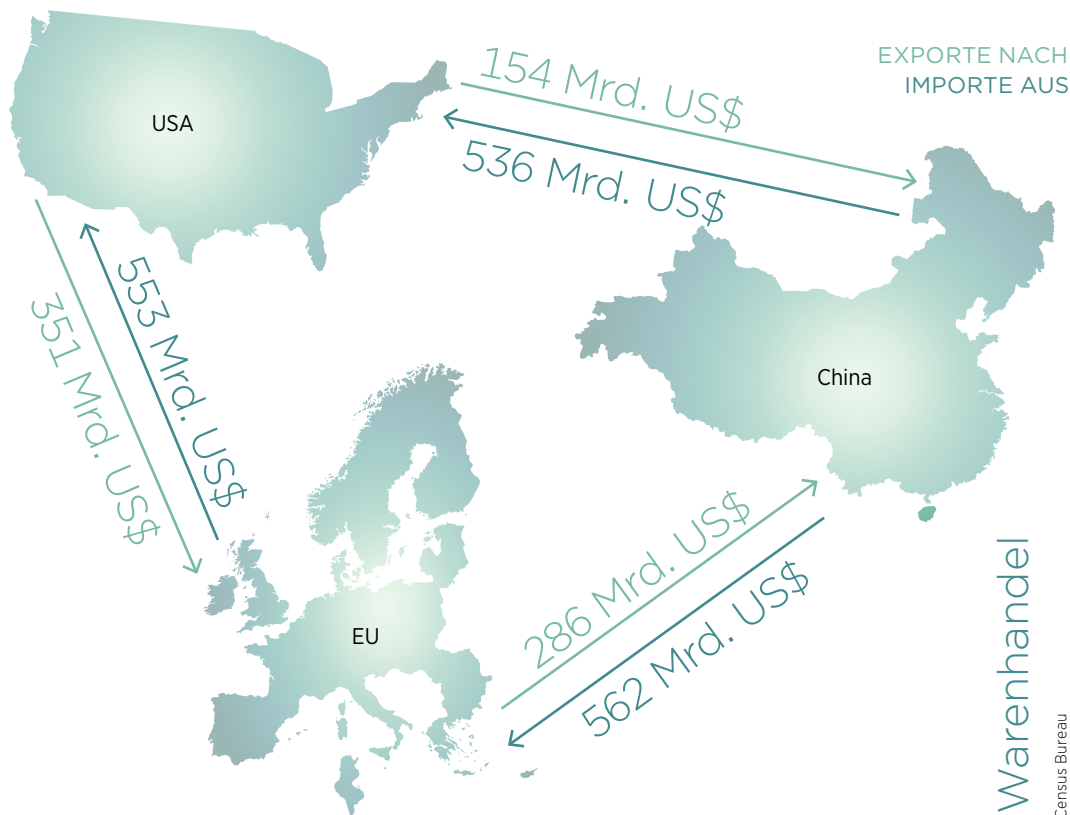 EXPORTE NACH
IMPORTE AUS
USA
154 Mrd. US$
536 Mrd. US$
China
553 Mrd. US$
351 Mrd. US$
EU
286 Mrd. US$
562 Mrd. US$
Warenhandel
Census Bureau